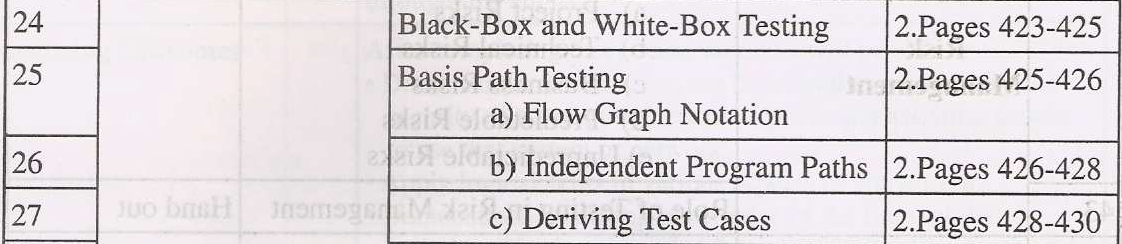 24 Black-Box and White-Box Testing 2.Pages 423-425
25 Basis Path Testing 2.Pages 425-426
a) Flow Graph Notation
26 b) Independent Program Paths 2.Pages 426-428
27 c) Deriving Test Cases 2.Pages 428-430